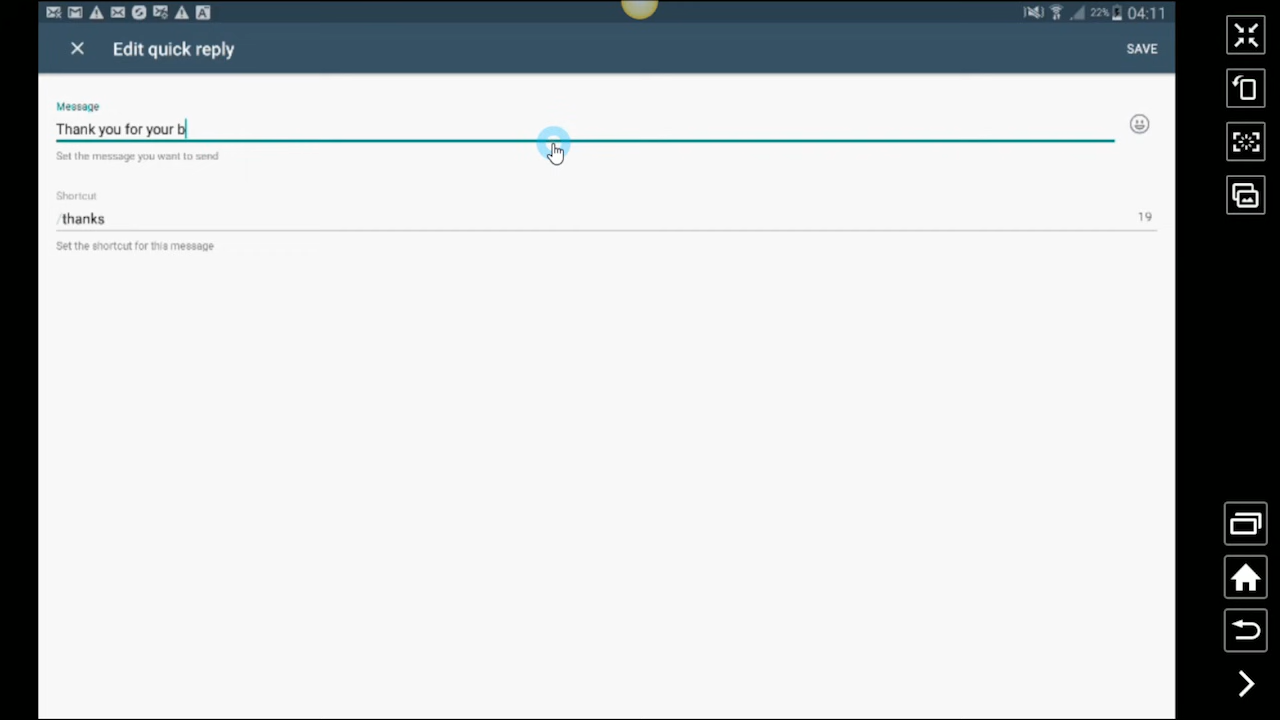 22% 04:11
Edit quick reply
SAVE
Message
Thank you for your b
Set the message you want to send
Shortcut
/thanks
19
Set the shortcut for this message